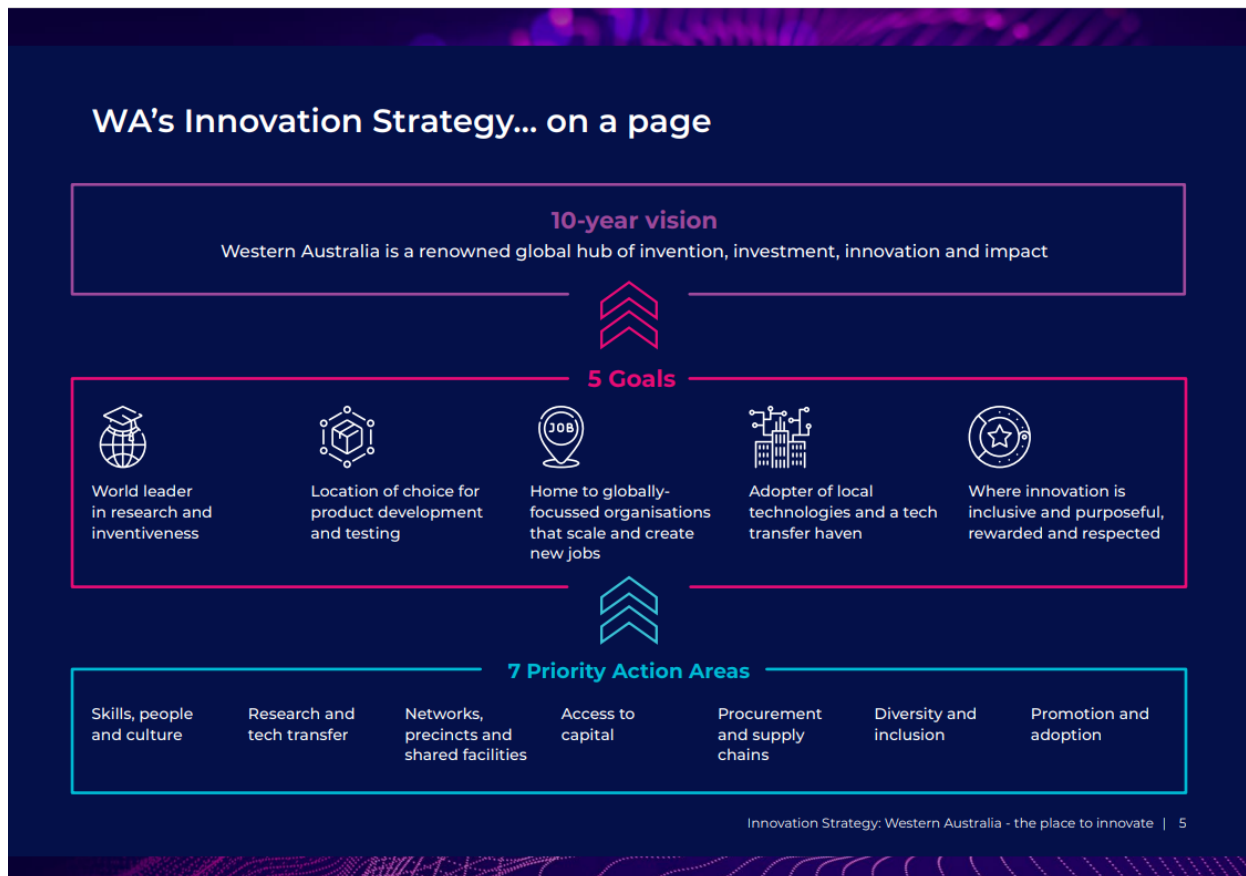 WA’s Innovation Strategy... on a page
10-year vision
Western Australia is a renowned global hub of invention, investment, innovation and impact
5 Goals
World leader
in research and
inventiveness
Location of choice for
product development
and testing
JOB
Home to globally-
focussed organisations
that scale and create
new jobs
Adopter of local
technologies and a tech
transfer haven
Where innovation is
inclusive and purposeful,
rewarded and respected
7 Priority Action Areas
Skills, people
and culture
Research and
tech transfer
Networks,
precincts and
shared facilities
Access to
capital
Procurement
and supply
chains
Diversity and
inclusion
Promotion and
adoption
Innovation Strategy: Western Australia - the place to innovate | 5